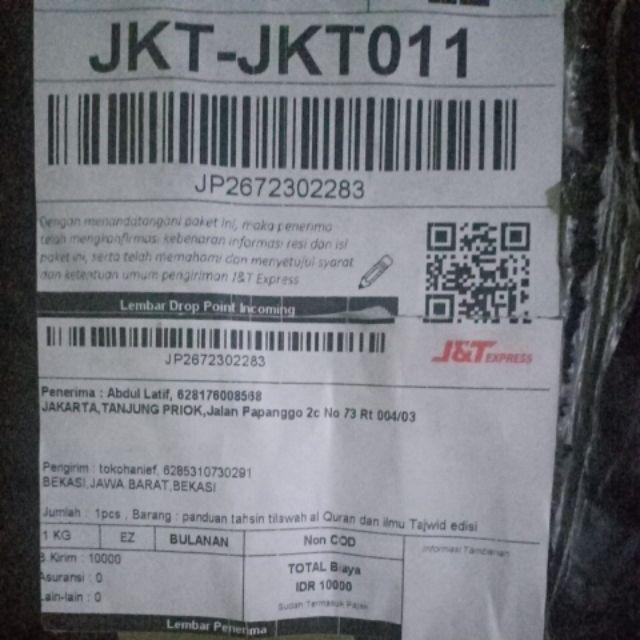 JKT-JKT011
JP2672302283
Dengan menandatangani paket ini, maka penerima
telah mengkonfirmasi kebenaran informasi resi dan isi
paket ini, serta telah memahami dan menyetujui syarat
dan ketentuan umum pengiriman J&T Express
Lembar Drop Point Incoming
JP2672302283
J&T EXPRESS
Penerima : Abdul Latif, 628176008568
JAKARTA,TANJUNG PRIOK,Jalan Papanggo 2c No 73 Rt 004/03
Pengirim : tokohanief, 6285310730291
BEKASI,JAWA BARAT,BEKASI
Jumlah : 1pcs , Barang : panduan tahsin tilawah al Quran dan ilmu Tajwid edisi
1 KG EZ BULANAN Non COD Informasi Tambahan
B.Kirim : 10000
Asuransi : 0
Lain-lain : 0
TOTAL Biaya
IDR 10000
Sudah Termasuk Pajak
Lembar Penerima